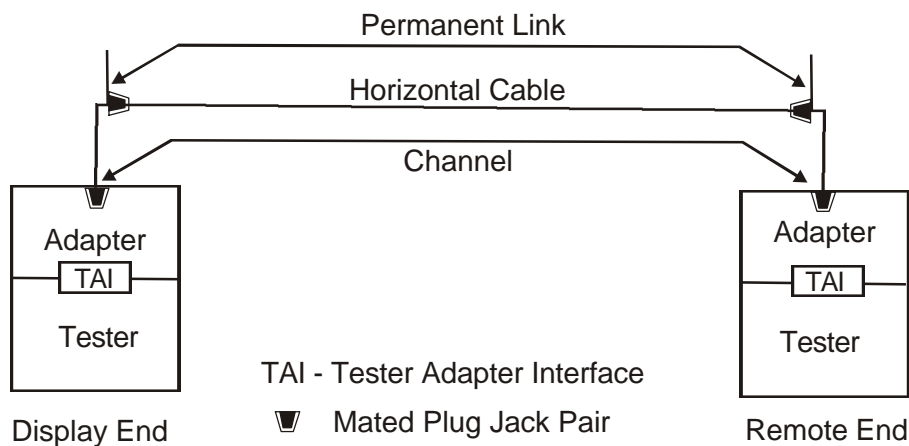 Permanent Link
Horizontal Cable
Channel
Adapter
TAI
Tester
Display End
Adapter
TAI
Tester
Remote End
TAI - Tester Adapter Interface
Mated Plug Jack Pair